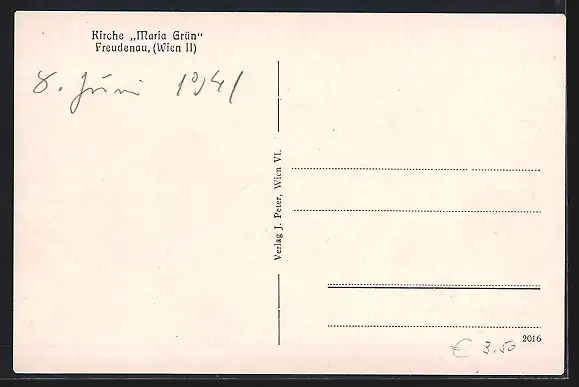 Kirche „Maria Grün“
Freudenau, (Wien II)
8. Juni 1941
Verlag J. Peter, Wien VI.
2016
€ 3.50